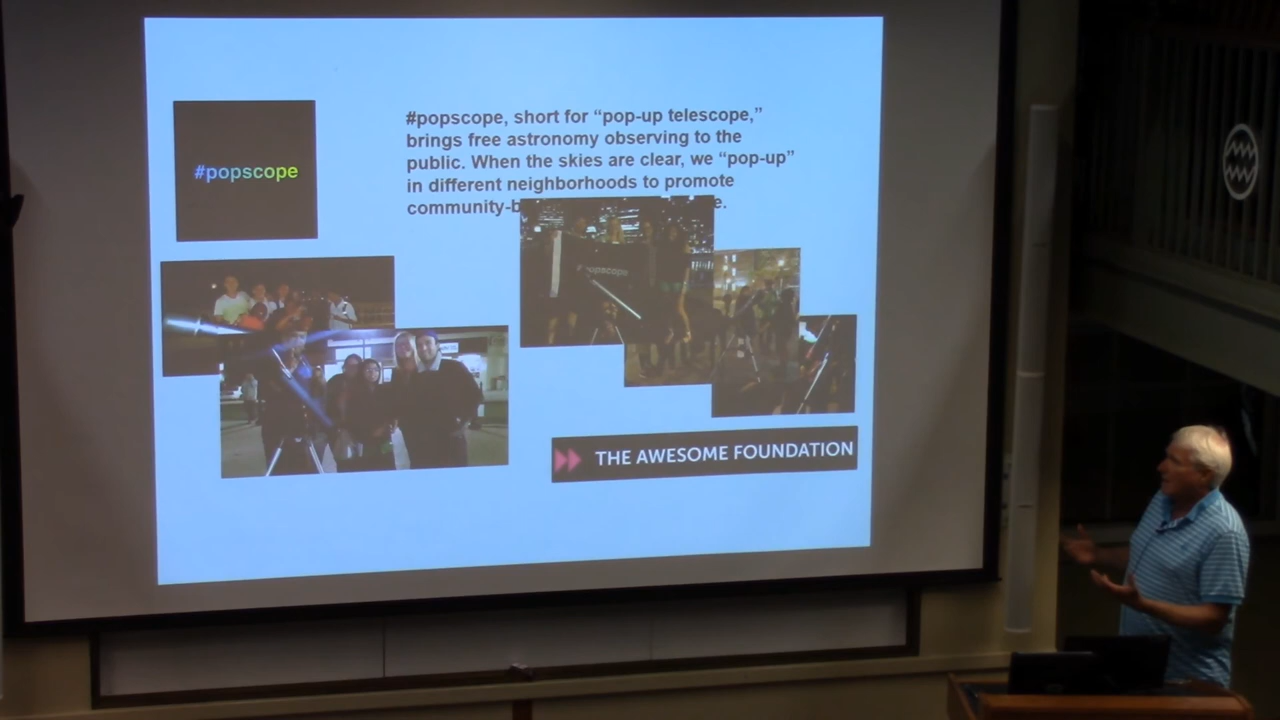 #popscope
#popscope, short for “pop-up telescope,”
brings free astronomy observing to the
public. When the skies are clear, we “pop-up”
in different neighborhoods to promote
community-b e.
#popscope
THE AWESOME FOUNDATION